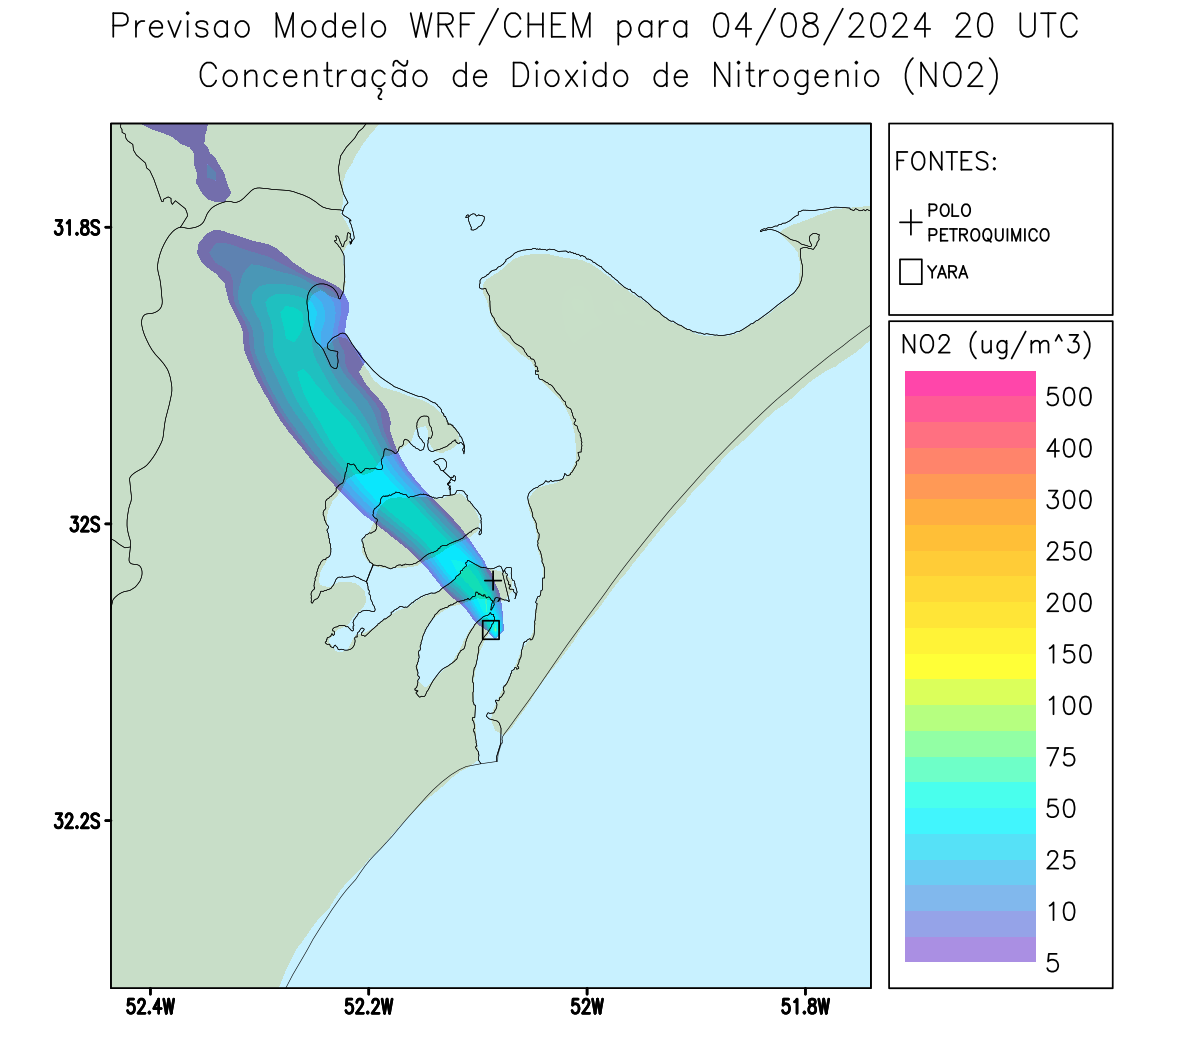 Previsao Modelo WRF/CHEM para 04/08/2024 20 UTC
Concentração de Dioxido de Nitrogenio (NO2)
FONTES:
POLO
PETROQUIMICO
YARA
NO2 (ug/m^3)
500
400
300
250
200
150
100
75
50
25
10
5
31.8S
32S
32.2S
52.4W
52.2W
52W
51.8W